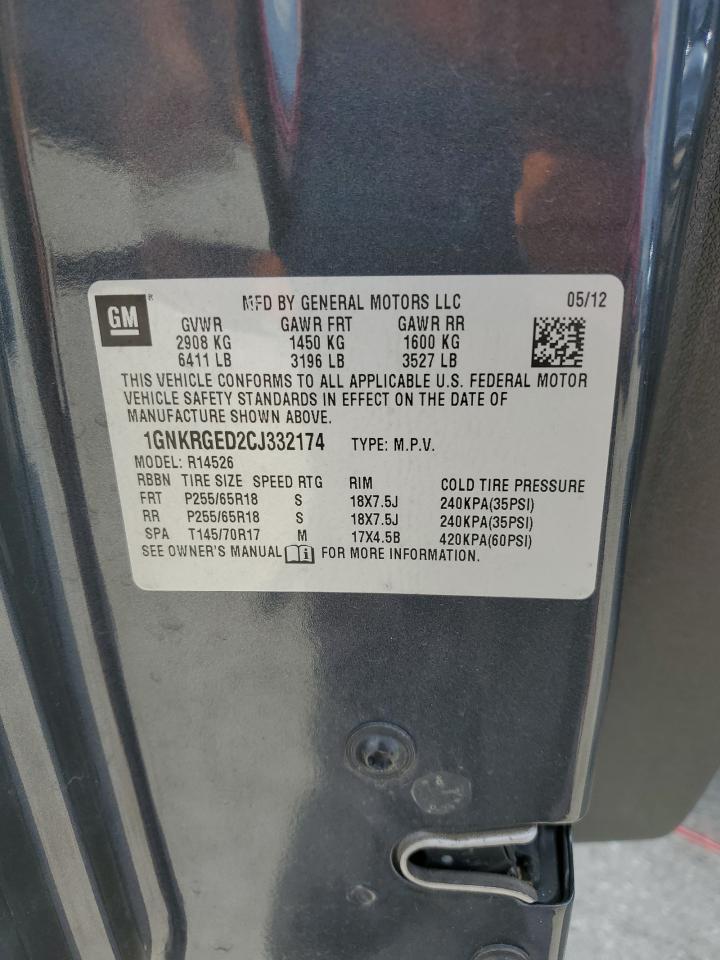 GM® MFD BY GENERAL MOTORS LLC 05/12
GVWR GAWR FRT GAWR RR
2908 KG 1450 KG 1600 KG
6411 LB 3196 LB 3527 LB
THIS VEHICLE CONFORMS TO ALL APPLICABLE U.S. FEDERAL MOTOR
VEHICLE SAFETY STANDARDS IN EFFECT ON THE DATE OF
MANUFACTURE SHOWN ABOVE.
1GNKRGED2CJ332174 TYPE: M.P.V.
MODEL: R14526
RBBN TIRE SIZE SPEED RTG RIM COLD TIRE PRESSURE
FRT P255/65R18 S 18X7.5J 240KPA(35PSI)
RR P255/65R18 S 18X7.5J 240KPA(35PSI)
SPA T145/70R17 M 17X4.5B 420KPA(60PSI)
SEE OWNER'S MANUAL i FOR MORE INFORMATION.